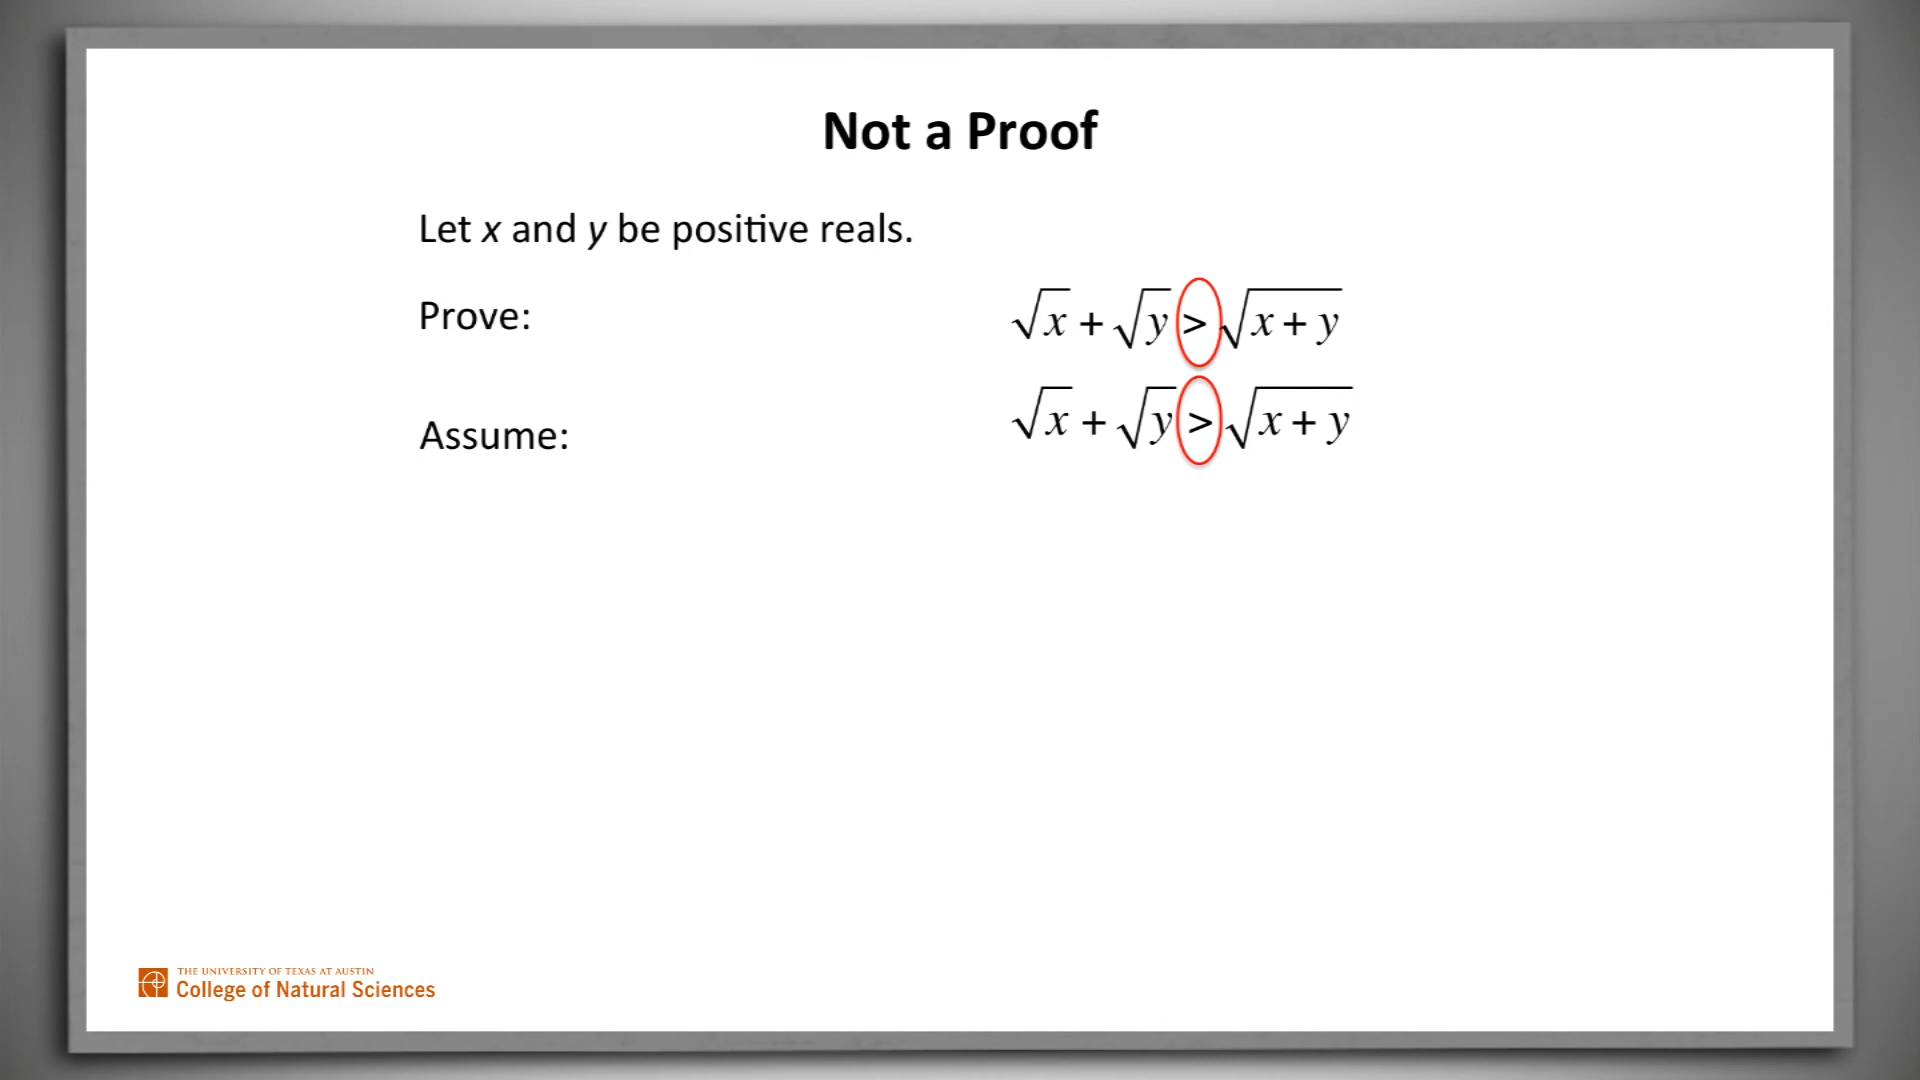 Not a Proof
Let x and y be positive reals.
Prove: √x + √y > √(x + y)
Assume: √x + √y > √(x + y)
THE UNIVERSITY OF TEXAS AT AUSTIN
College of Natural Sciences